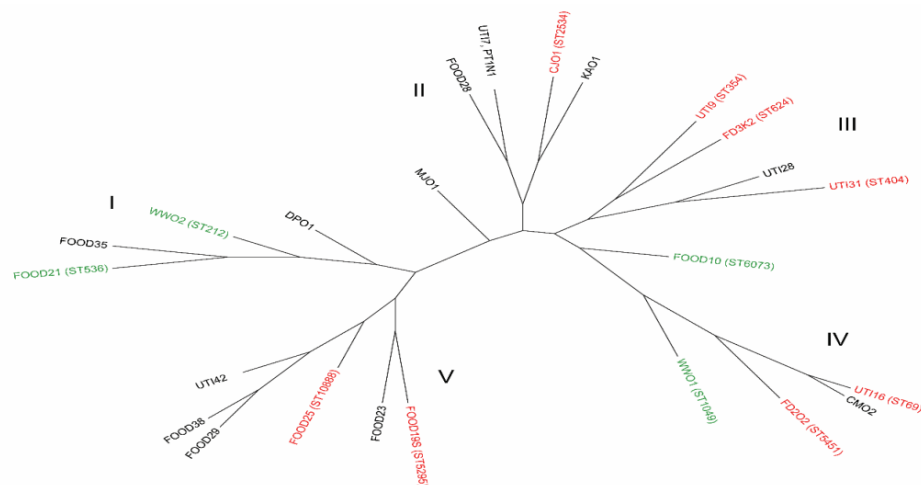 UTI7, PT1N1
CJO1 (ST2534)
FOOD28
KAO1
II
UTI9 (ST354)
FD3K2 (ST624)
III
MJO1
UTI28
UTI31 (ST404)
I
WWO2 (ST212)
DPO1
FOOD35
FOOD21 (ST536)
FOOD10 (ST6073)
IV
UTI42
V
WWO1 (ST1049)
UTI16 (ST69)
CMO2
FOOD38
FOOD29
FOOD25 (ST10888)
FOOD23
FOOD19S (ST5295)
FD2O2 (ST5451)